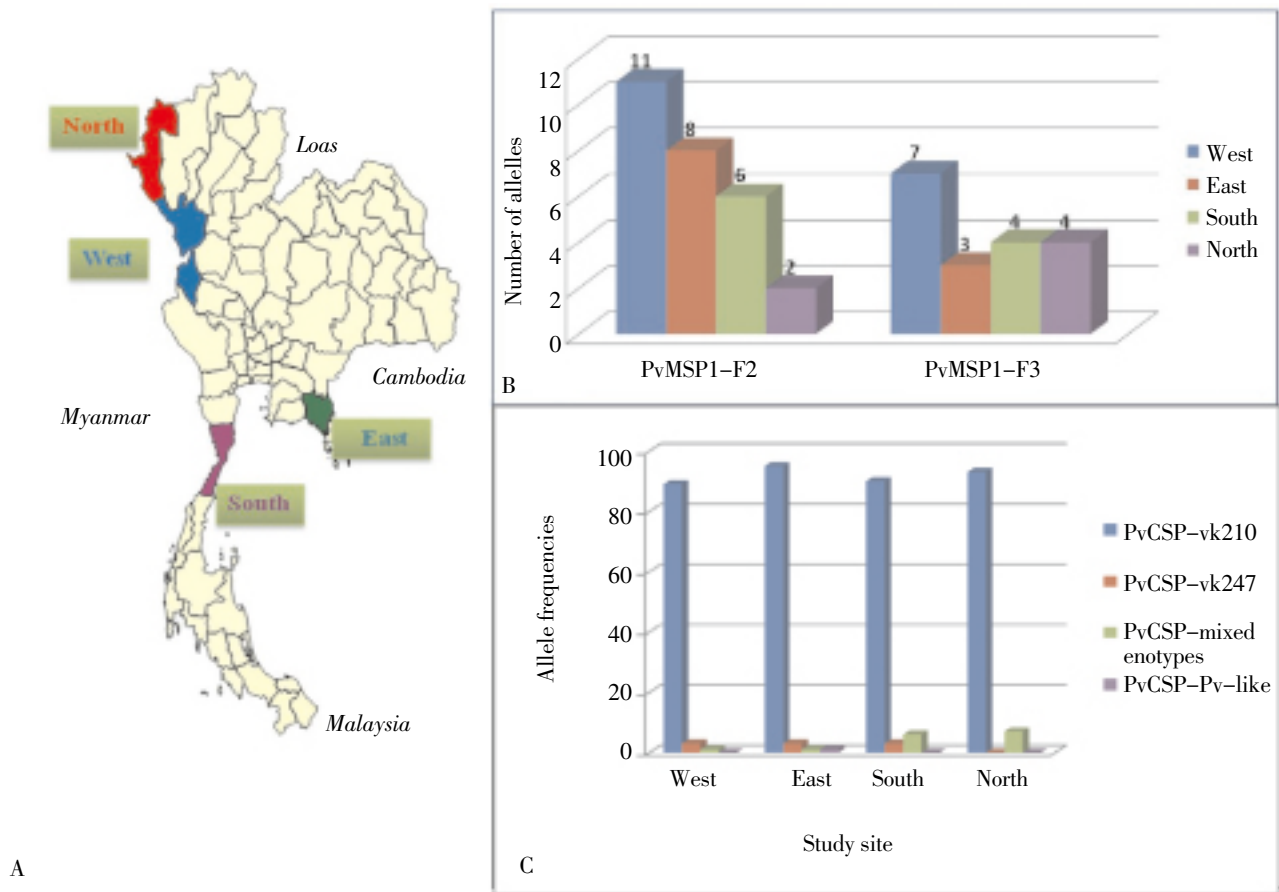 North
Loas
West
Cambodia
Myanmar
East
South
Malaysia
A
Number of allelles
12
10
8
6
4
2
0
11
8
6
2
7
3
4
4
PvMSP1-F2
PvMSP1-F3
West
East
South
North
B
Allele frequencies
100
80
60
40
20
0
West
East
South
North
Study site
PvCSP-vk210
PvCSP-vk247
PvCSP-mixed
enotypes
PvCSP-Pv-like
C